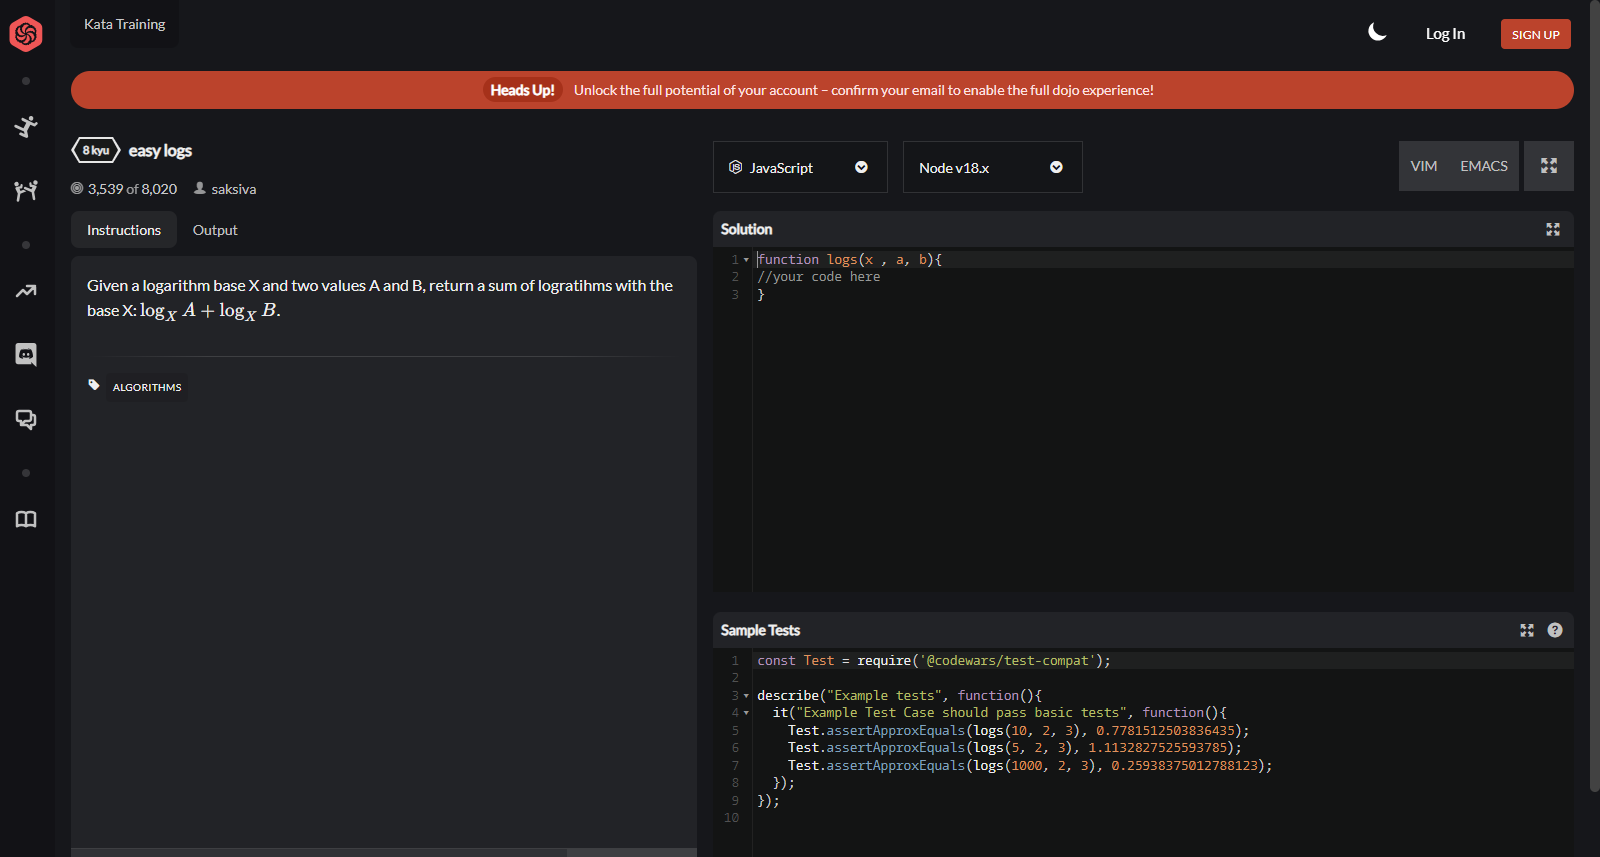 Kata Training
Log In
SIGN UP
Heads Up! Unlock the full potential of your account – confirm your email to enable the full dojo experience!
8 kyu easy logs
3,539 of 8,020 saksiva
Instructions Output
Given a logarithm base X and two values A and B, return a sum of logratihms with the
base X: log_X A + log_X B.
ALGORITHMS
JavaScript
Node v18.x
VIM EMACS
Solution
1 function logs(x , a, b){
2 //your code here
3 }
Sample Tests
?
1 const Test = require('@codewars/test-compat');
2
3 describe("Example tests", function(){
4 it("Example Test Case should pass basic tests", function(){
5 Test.assertApproxEquals(logs(10, 2, 3), 0.7781512503836435);
6 Test.assertApproxEquals(logs(5, 2, 3), 1.1132827525593785);
7 Test.assertApproxEquals(logs(1000, 2, 3), 0.25938375012788123);
8 });
9 });
10